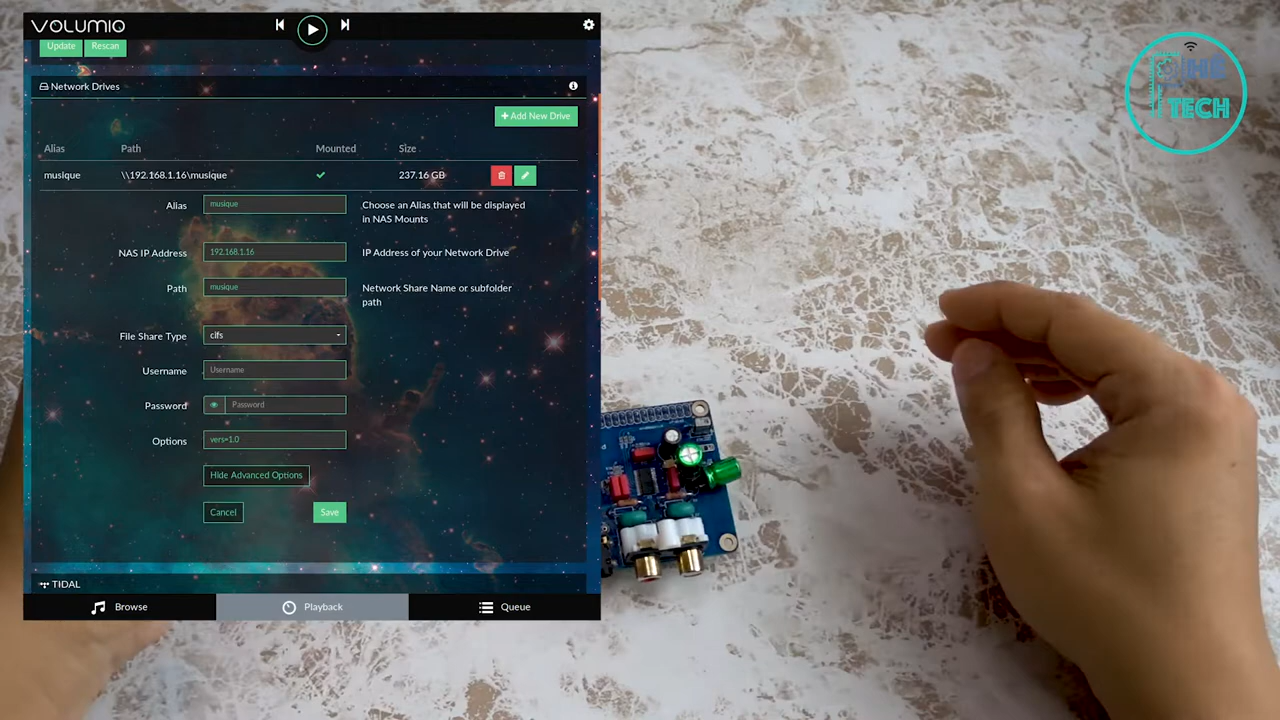 VOLUMIO
Update Rescan
Network Drives
+ Add New Drive
Alias Path Mounted Size
musique \\192.168.1.16\musique 237.16 GB
Alias musique Choose an Alias that will be displayed
in NAS Mounts
NAS IP Address 192.168.1.16 IP Address of your Network Drive
Path musique Network Share Name or subfolder
path
File Share Type cifs
Username Username
Password Password
Options vers=1.0
Hide Advanced Options
Cancel Save
TIDAL
Browse Playback Queue
TECH